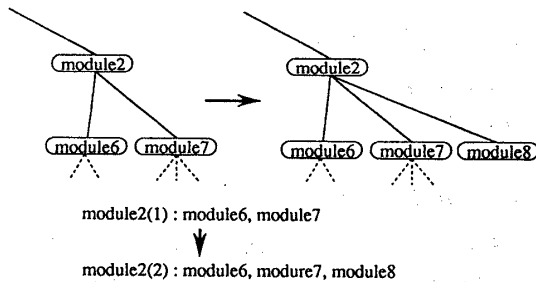 module2
module2
module6
module7
module6
module7
module8
module2(1) : module6, module7
module2(2) : module6, modure7, module8